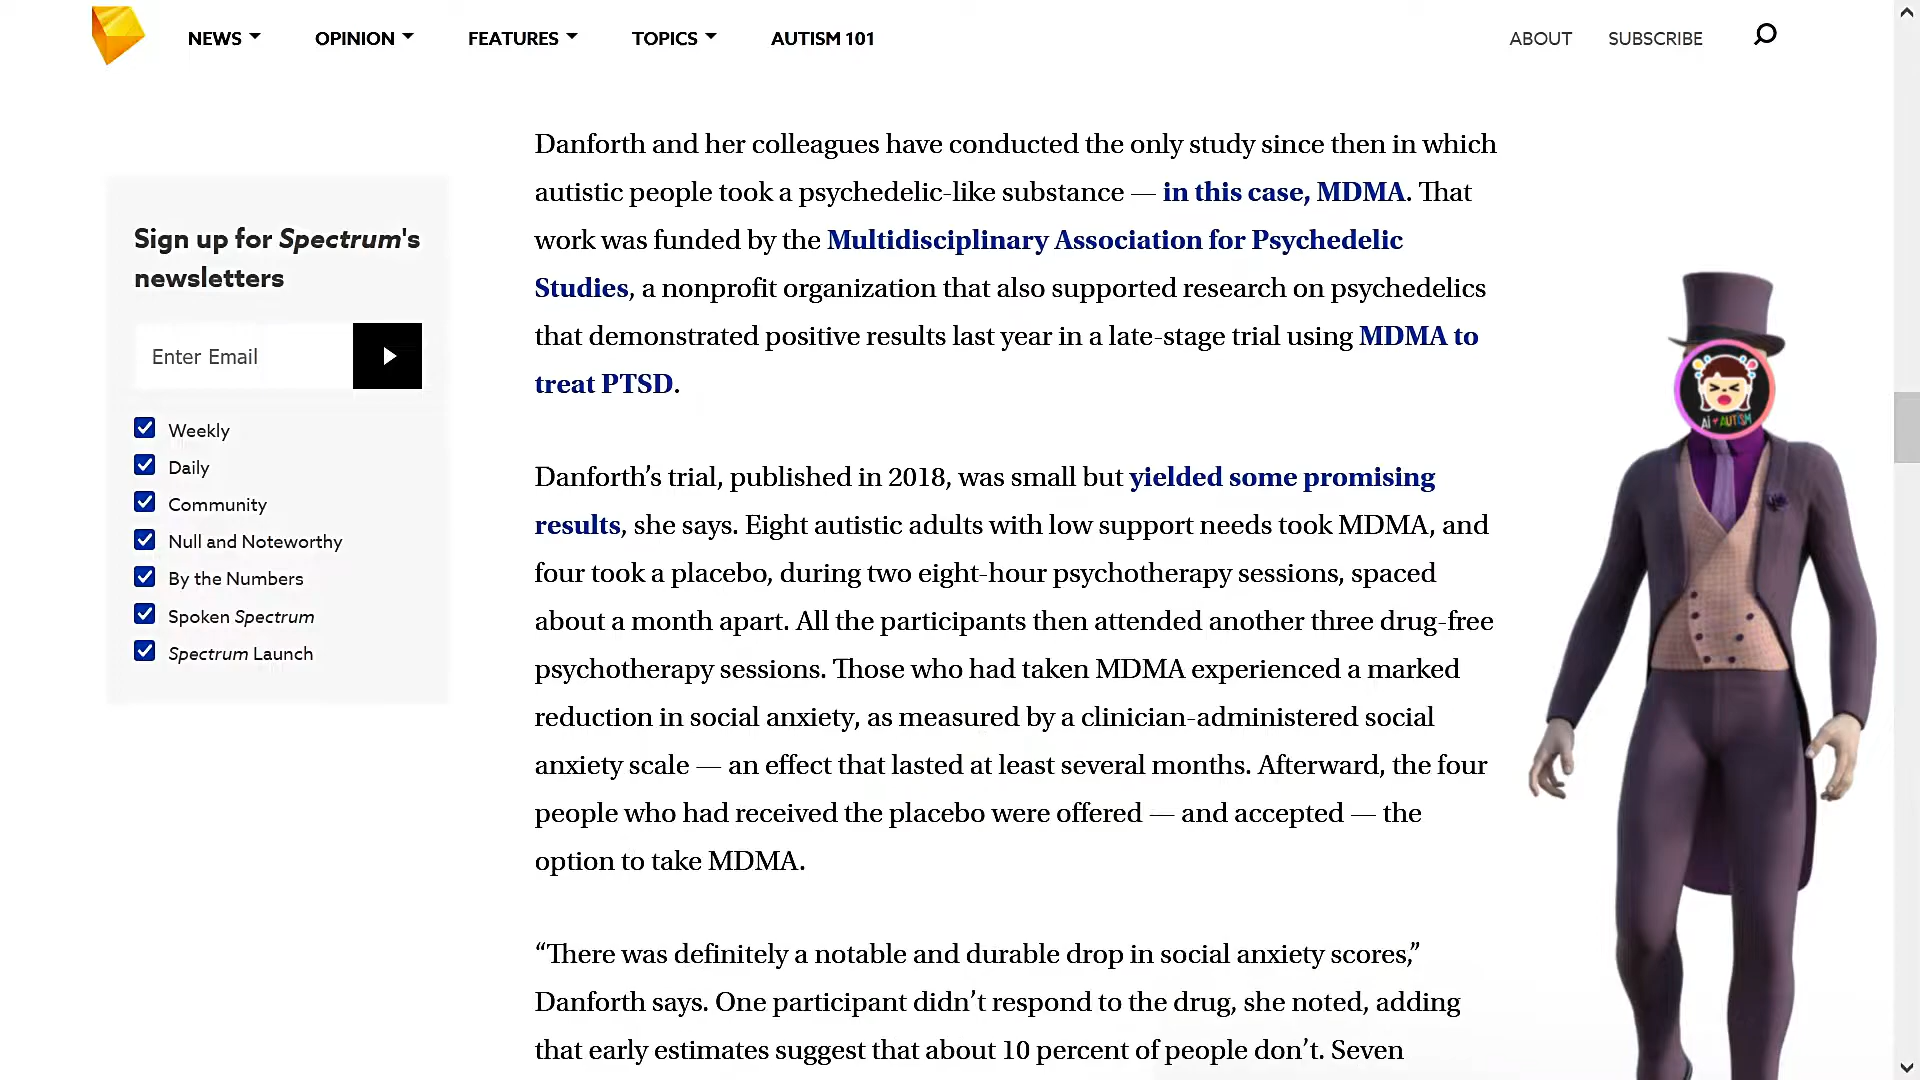 NEWS OPINION FEATURES TOPICS AUTISM 101 ABOUT SUBSCRIBE
Sign up for Spectrum's
newsletters
Enter Email
Weekly
Daily
Community
Null and Noteworthy
By the Numbers
Spoken Spectrum
Spectrum Launch
Danforth and her colleagues have conducted the only study since then in which
autistic people took a psychedelic-like substance — in this case, MDMA. That
work was funded by the Multidisciplinary Association for Psychedelic
Studies, a nonprofit organization that also supported research on psychedelics
that demonstrated positive results last year in a late-stage trial using MDMA to
treat PTSD.
Danforth’s trial, published in 2018, was small but yielded some promising
results, she says. Eight autistic adults with low support needs took MDMA, and
four took a placebo, during two eight-hour psychotherapy sessions, spaced
about a month apart. All the participants then attended another three drug-free
psychotherapy sessions. Those who had taken MDMA experienced a marked
reduction in social anxiety, as measured by a clinician-administered social
anxiety scale — an effect that lasted at least several months. Afterward, the four
people who had received the placebo were offered — and accepted — the
option to take MDMA.
“There was definitely a notable and durable drop in social anxiety scores,”
Danforth says. One participant didn’t respond to the drug, she noted, adding
that early estimates suggest that about 10 percent of people don’t. Seven
Ai ♥ AUTiSM